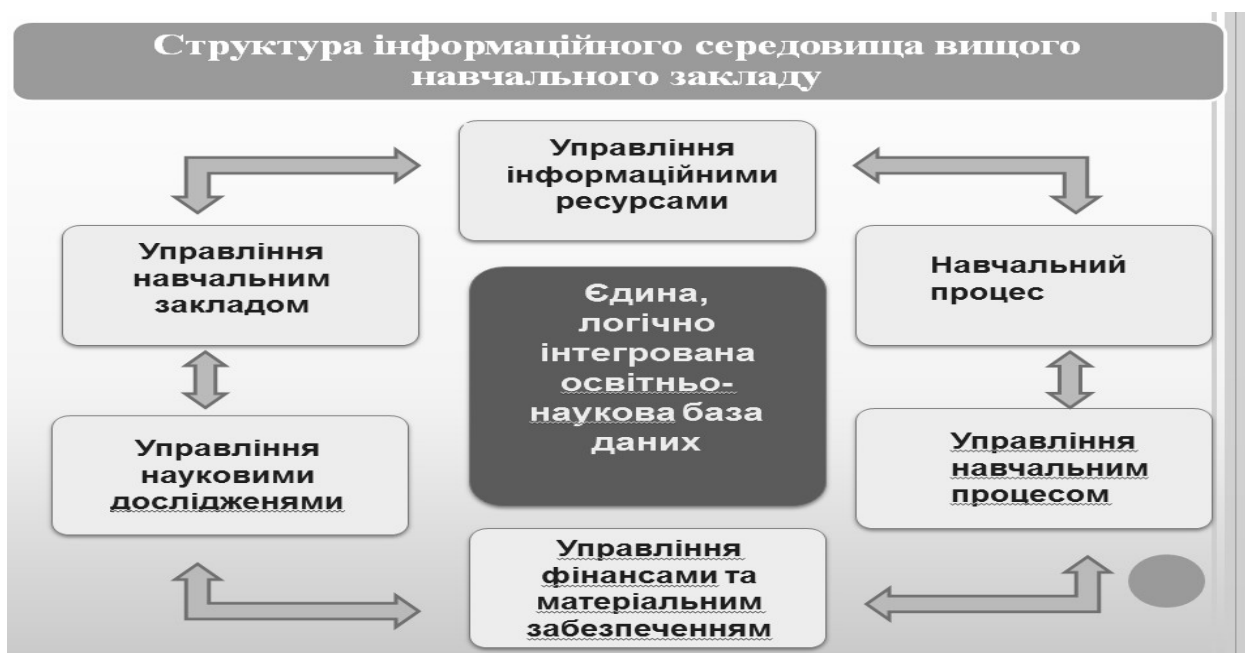 Структура інформаційного середовища вищого
навчального закладу
Управління
інформаційними
ресурсами
Управління
навчальним
закладом
Навчальний
процес
Єдина,
логічно
інтегрована
освітньо-
наукова база
даних
Управління
науковими
дослідженями
Управління
навчальним
процесом
Управління
фінансами та
матеріальним
забезпеченням